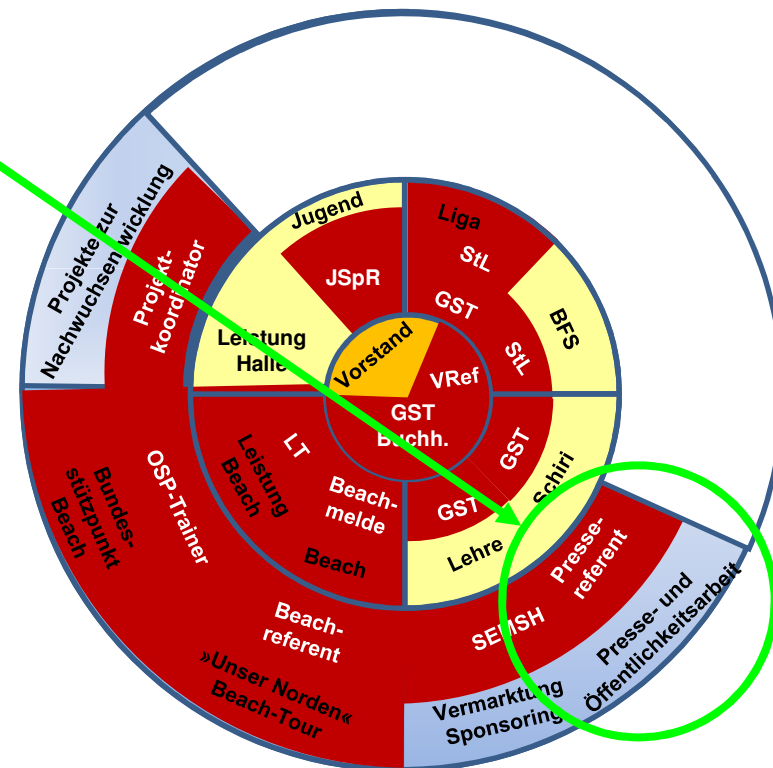 Projekte zur
Nachwuchsentwicklung
Projekt-
koordinator
Jugend
JSpR
Leistung
Halle
Liga
StL
GST
StL
BFS
Vorstand
VRef
GST
Buchh.
LT
Leistung
Beach
Beach-
melde
Beach
GST
Schiri
GST
Lehre
Bundes-
stützpunkt
Beach
OSP-Trainer
Beach-
referent
»Unser Norden«
Beach-Tour
SEMSH
Presse-
referent
Vermarktung
Sponsoring
Presse- und
Öffentlichkeitsarbeit